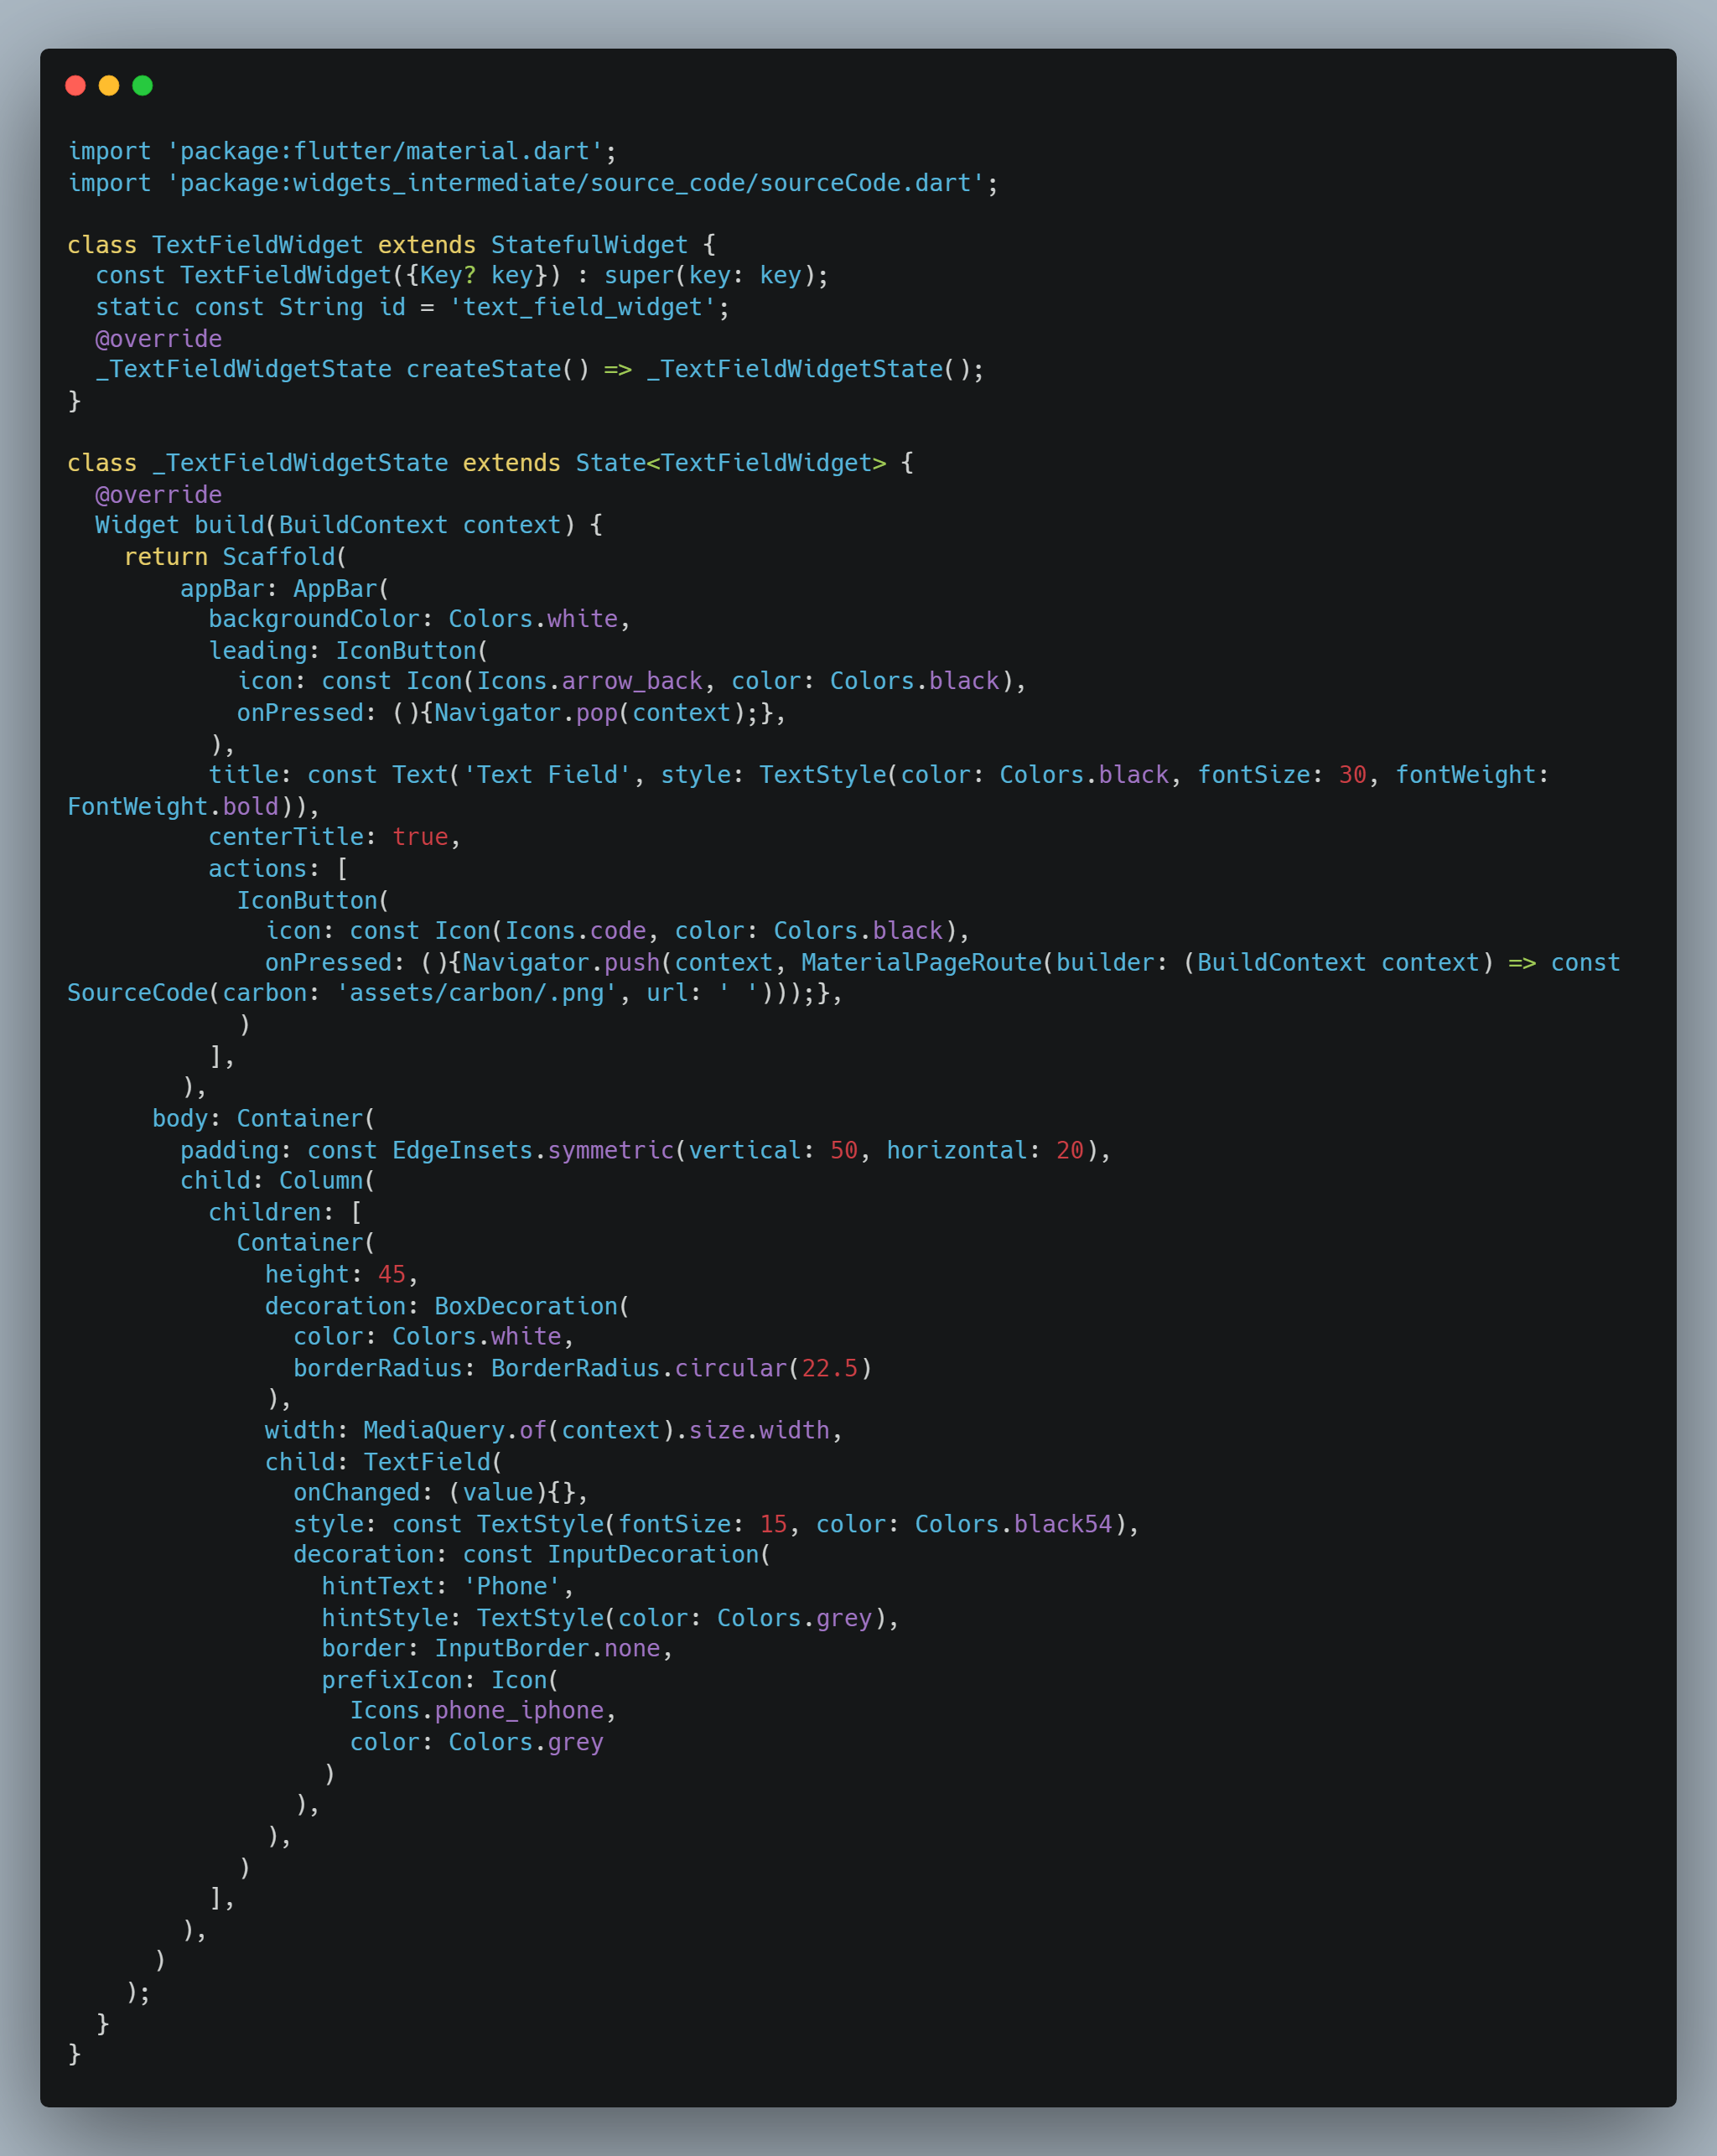 import 'package:flutter/material.dart';
import 'package:widgets_intermediate/source_code/sourceCode.dart';

class TextFieldWidget extends StatefulWidget {
  const TextFieldWidget({Key? key}) : super(key: key);
  static const String id = 'text_field_widget';
  @override
  _TextFieldWidgetState createState() => _TextFieldWidgetState();
}

class _TextFieldWidgetState extends State<TextFieldWidget> {
  @override
  Widget build(BuildContext context) {
    return Scaffold(
        appBar: AppBar(
          backgroundColor: Colors.white,
          leading: IconButton(
            icon: const Icon(Icons.arrow_back, color: Colors.black),
            onPressed: (){Navigator.pop(context);},
          ),
          title: const Text('Text Field', style: TextStyle(color: Colors.black, fontSize: 30, fontWeight:
FontWeight.bold)),
          centerTitle: true,
          actions: [
            IconButton(
              icon: const Icon(Icons.code, color: Colors.black),
              onPressed: (){Navigator.push(context, MaterialPageRoute(builder: (BuildContext context) => const
SourceCode(carbon: 'assets/carbon/.png', url: ' ')));},
            )
          ],
        ),
      body: Container(
        padding: const EdgeInsets.symmetric(vertical: 50, horizontal: 20),
        child: Column(
          children: [
            Container(
              height: 45,
              decoration: BoxDecoration(
                color: Colors.white,
                borderRadius: BorderRadius.circular(22.5)
              ),
              width: MediaQuery.of(context).size.width,
              child: TextField(
                onChanged: (value){},
                style: const TextStyle(fontSize: 15, color: Colors.black54),
                decoration: const InputDecoration(
                  hintText: 'Phone',
                  hintStyle: TextStyle(color: Colors.grey),
                  border: InputBorder.none,
                  prefixIcon: Icon(
                    Icons.phone_iphone,
                    color: Colors.grey
                  )
                ),
              ),
            )
          ],
        ),
      )
    );
  }
}